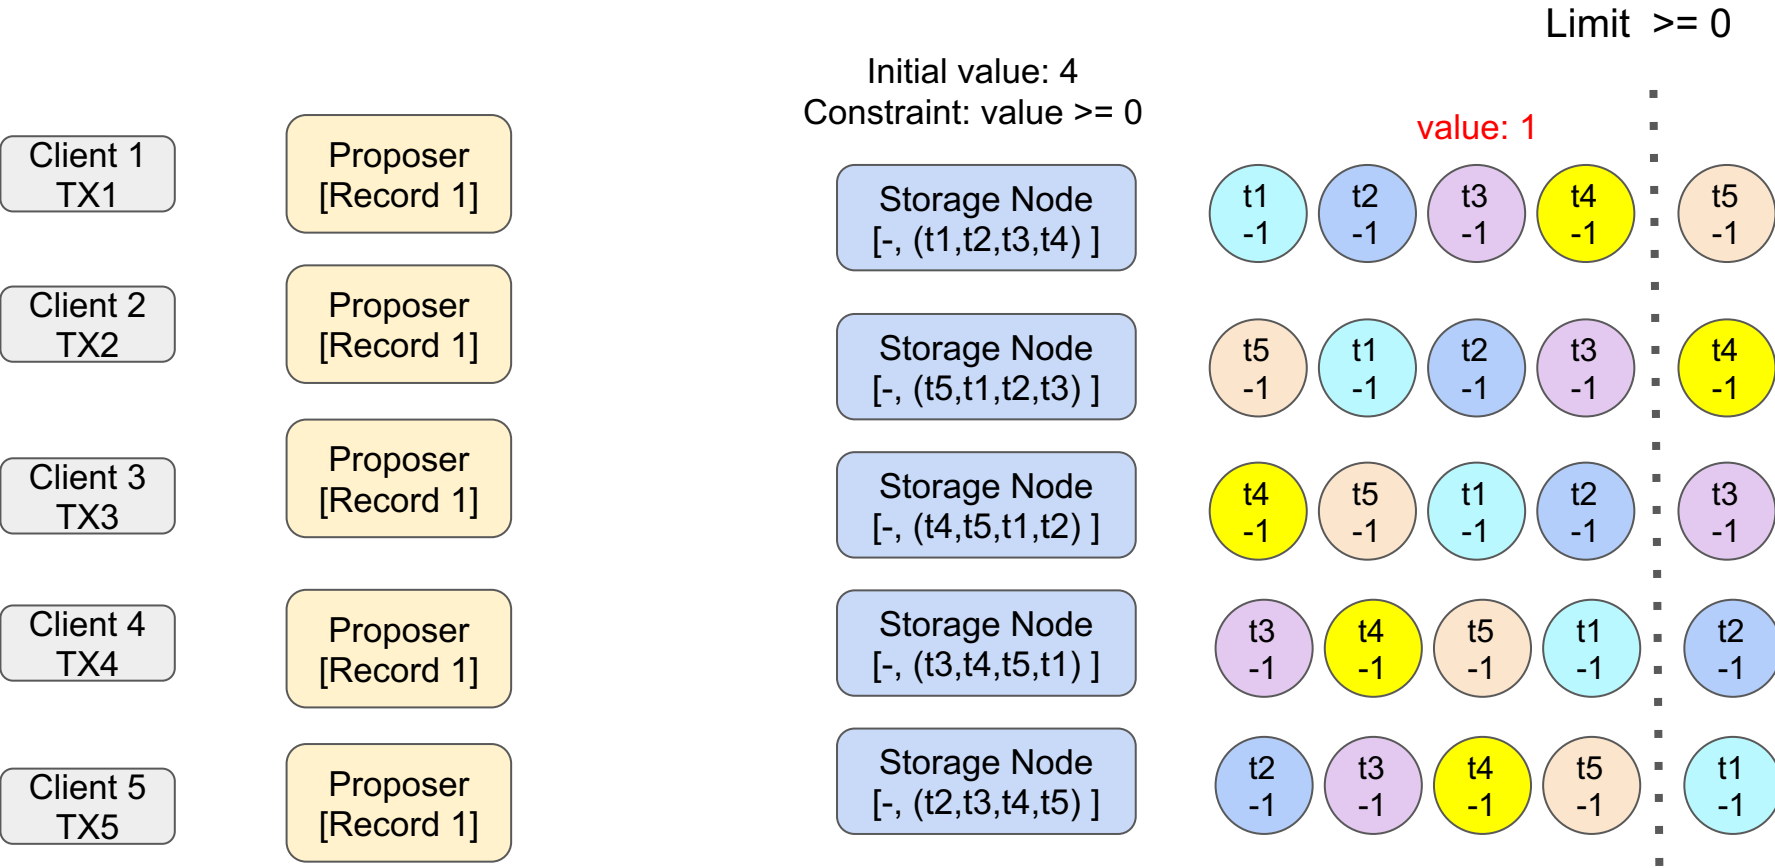 Limit >= 0
Initial value: 4
Constraint: value >= 0
value: 1
Client 1
TX1
Proposer
[Record 1]
Storage Node
[-, (t1,t2,t3,t4) ]
t1
-1
t2
-1
t3
-1
t4
-1
t5
-1
Client 2
TX2
Proposer
[Record 1]
Storage Node
[-, (t5,t1,t2,t3) ]
t5
-1
t1
-1
t2
-1
t3
-1
t4
-1
Client 3
TX3
Proposer
[Record 1]
Storage Node
[-, (t4,t5,t1,t2) ]
t4
-1
t5
-1
t1
-1
t2
-1
t3
-1
Client 4
TX4
Proposer
[Record 1]
Storage Node
[-, (t3,t4,t5,t1) ]
t3
-1
t4
-1
t5
-1
t1
-1
t2
-1
Client 5
TX5
Proposer
[Record 1]
Storage Node
[-, (t2,t3,t4,t5) ]
t2
-1
t3
-1
t4
-1
t5
-1
t1
-1